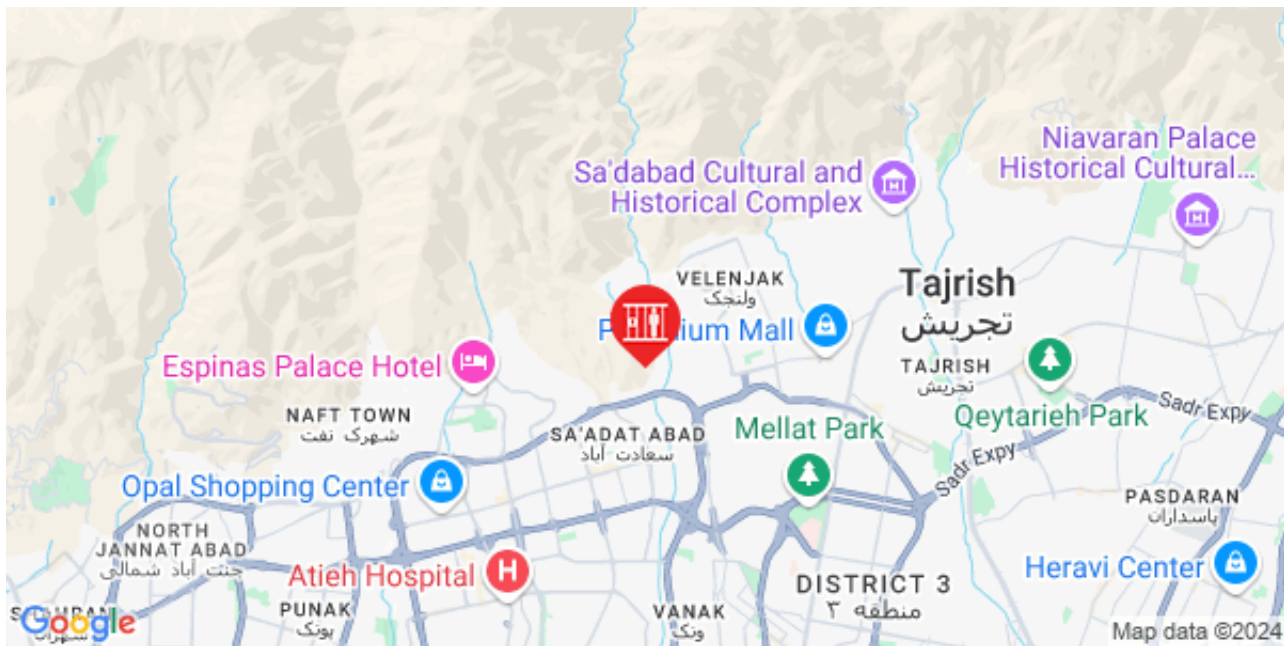 Niavaran Palace
Historical Cultural...
Sa'dabad Cultural and
Historical Complex
VELENJAK
ولنجک
Tajrish
تجریش
Mall
Espinas Palace Hotel
TAJRISH
تجریش
NAFT TOWN
شهرک نفت
Qeytarieh Park
Sadr Expy
SA'ADAT ABAD
سعادت آباد
Mellat Park
Sadr Expy
Opal Shopping Center
PASDARAN
پاسداران
NORTH
JANNAT ABAD
جنت آباد شمالی
Atieh Hospital
H
Heravi Center
DISTRICT 3
منطقه ۳
PUNAK
پونک
VANAK
ونک
Google
Map data ©2024